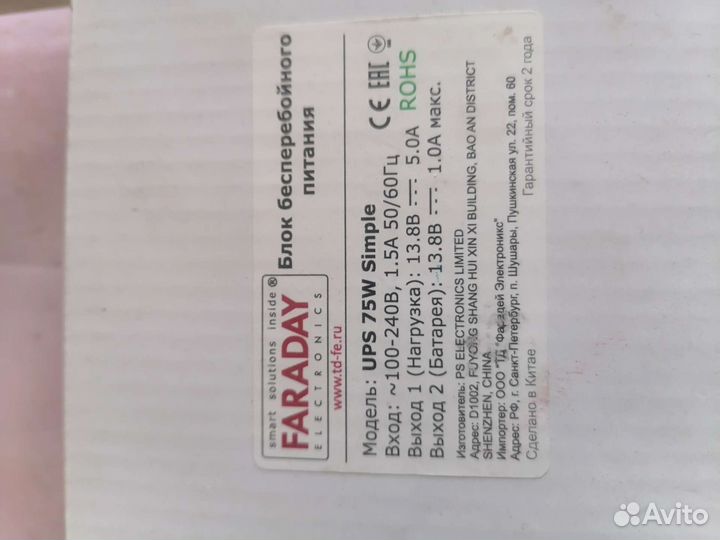 smart solutions inside®
FARADAY
ELECTRONICS
www.td-fe.ru
Блок бесперебойного
питания
Модель: UPS 75W Simple
Вход: ~100-240В, 1.5А 50/60Гц
Выход 1 (Нагрузка): 13.8В ⎓ 5.0А
Выход 2 (Батарея):-13.8В ⎓ 1.0А макс.
CE EAC
ROHS
Изготовитель: PS ELECTRONICS LIMITED
Адрес: D1002, FUYONG SHANG HUI XIN XI BUILDING, BAO AN DISTRICT
SHENZHEN, CHINA
Импортер: ООО "ТД "Фарадей Электроникс"
Адрес: РФ, г. Санкт-Петербург, п. Шушары, Пушкинская ул. 22, пом. 60
Сделано в Китае
Гарантийный срок 2 года
Avito